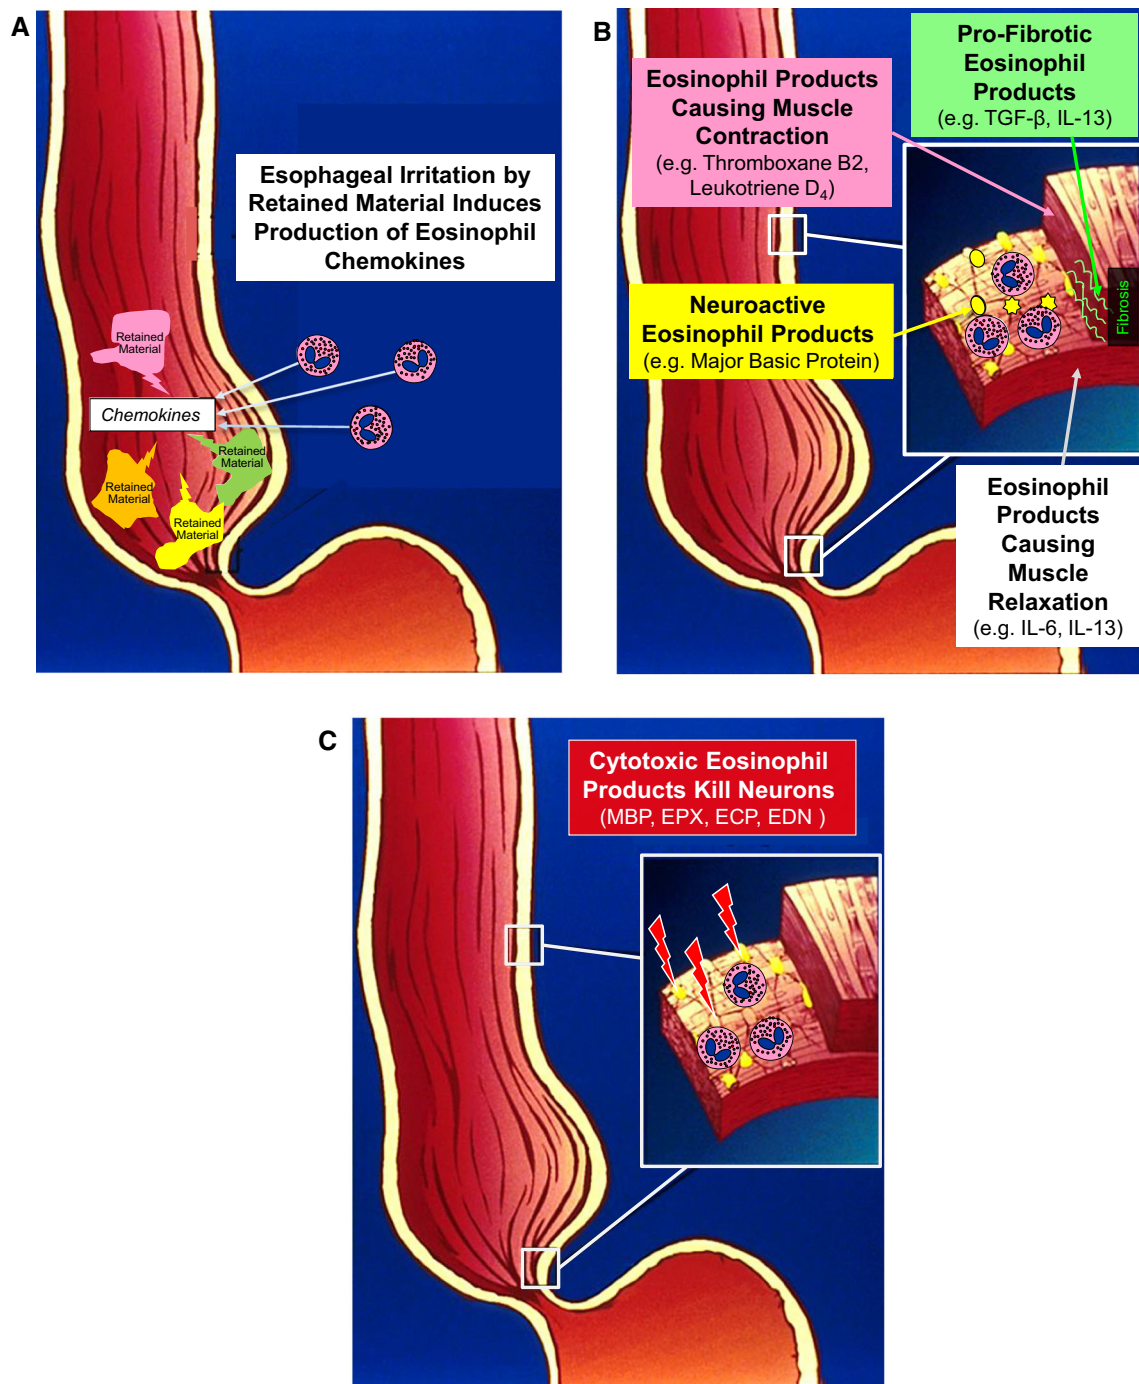 A
Esophageal Irritation by
Retained Material Induces
Production of Eosinophil
Chemokines
Retained
Material
Chemokines
Retained
Material
Retained
Material
Retained
Material
B
Eosinophil Products
Causing Muscle
Contraction
(e.g. Thromboxane B2,
Leukotriene D₄)
Pro-Fibrotic
Eosinophil
Products
(e.g. TGF-β, IL-13)
Neuroactive
Eosinophil Products
(e.g. Major Basic Protein)
Fibrosis
Eosinophil
Products
Causing
Muscle
Relaxation
(e.g. IL-6, IL-13)
C
Cytotoxic Eosinophil
Products Kill Neurons
(MBP, EPX, ECP, EDN )